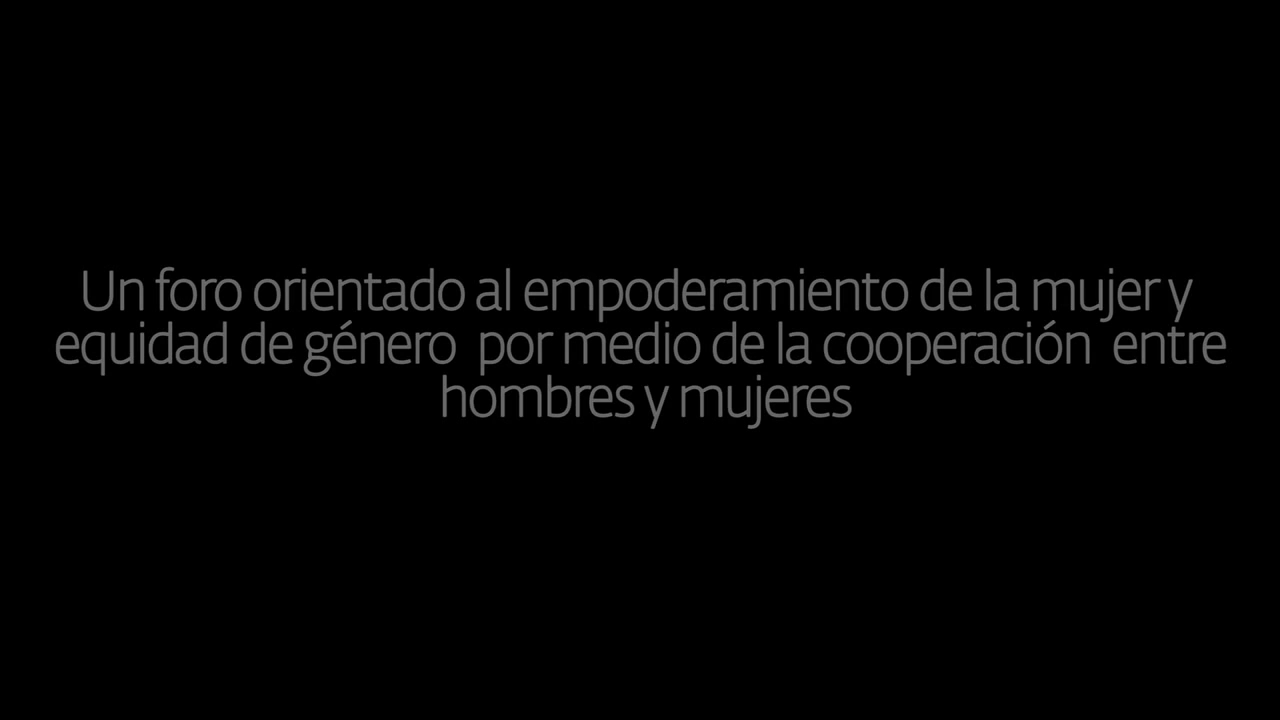 Un foro orientado al empoderamiento de la mujer y
equidad de género  por medio de la cooperación  entre
hombres y mujeres